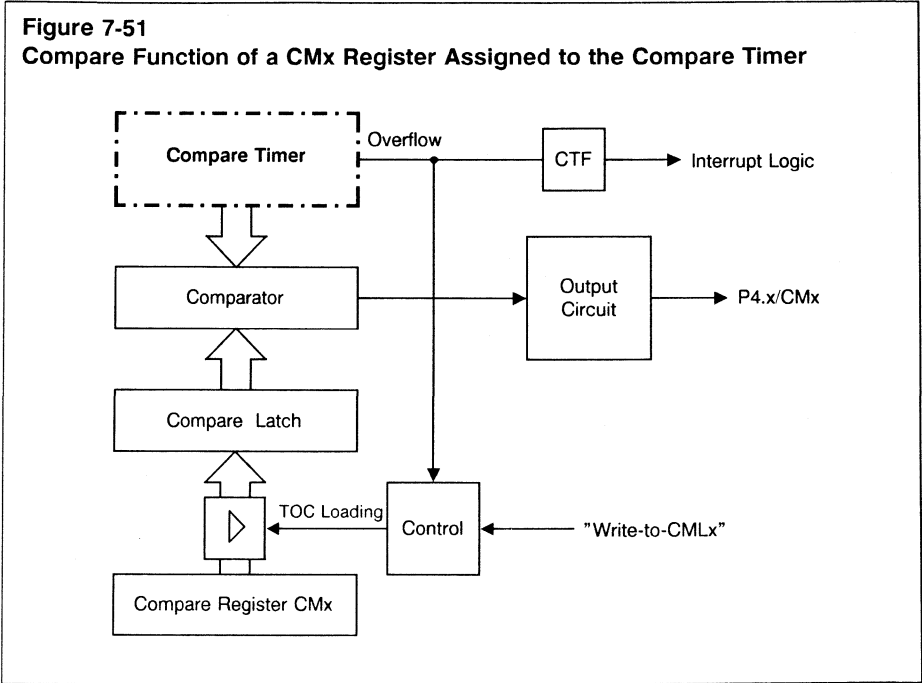 Figure 7-51
Compare Function of a CMx Register Assigned to the Compare Timer
Compare Timer
Overflow
CTF
Interrupt Logic
Comparator
Output
Circuit
P4.x/CMx
Compare Latch
TOC Loading
Control
"Write-to-CMLx"
Compare Register CMx